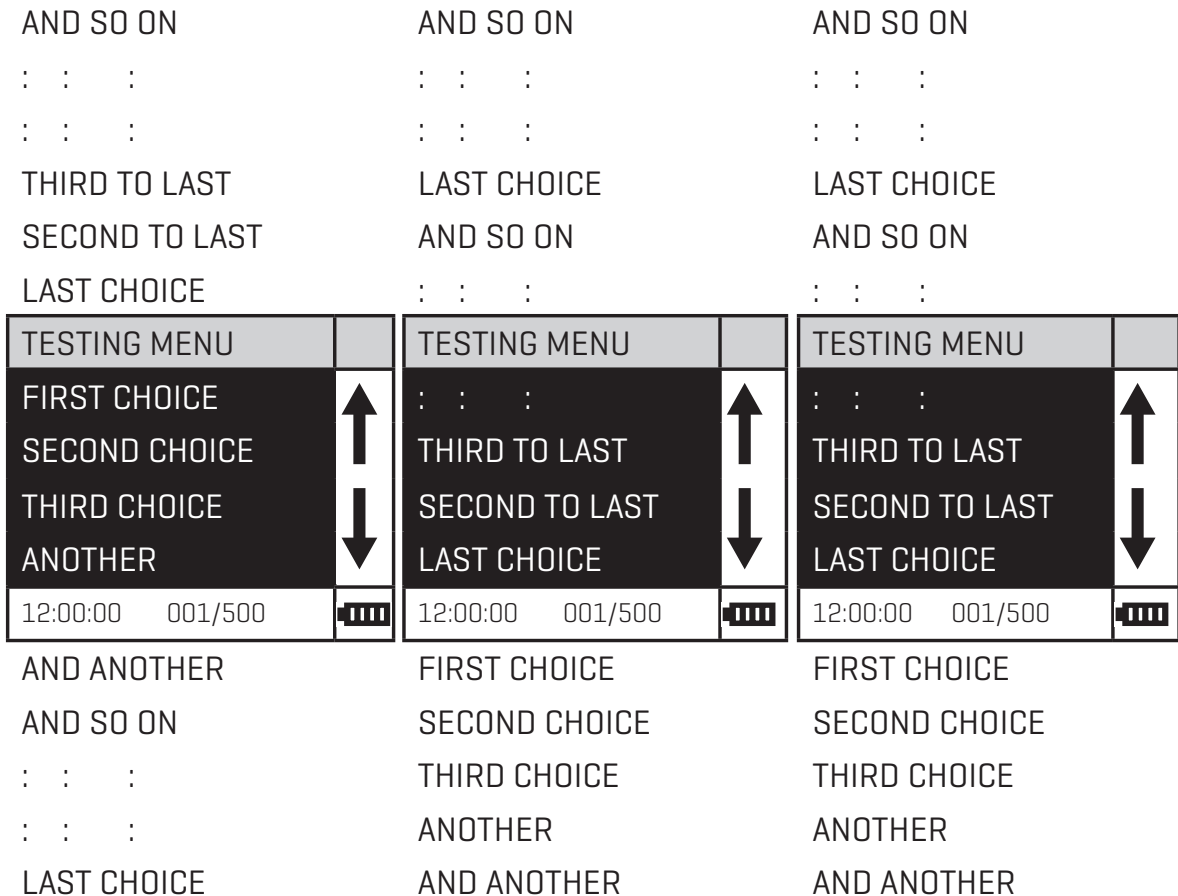 AND SO ON
: : :
: : :
THIRD TO LAST
SECOND TO LAST
LAST CHOICE
TESTING MENU
FIRST CHOICE
SECOND CHOICE
THIRD CHOICE
ANOTHER
12:00:00 001/500
AND ANOTHER
AND SO ON
: : :
: : :
LAST CHOICE
AND SO ON
: : :
: : :
LAST CHOICE
AND SO ON
: : :
TESTING MENU
: : :
THIRD TO LAST
SECOND TO LAST
LAST CHOICE
12:00:00 001/500
FIRST CHOICE
SECOND CHOICE
THIRD CHOICE
ANOTHER
AND ANOTHER
AND SO ON
: : :
: : :
LAST CHOICE
AND SO ON
: : :
TESTING MENU
: : :
THIRD TO LAST
SECOND TO LAST
LAST CHOICE
12:00:00 001/500
FIRST CHOICE
SECOND CHOICE
THIRD CHOICE
ANOTHER
AND ANOTHER